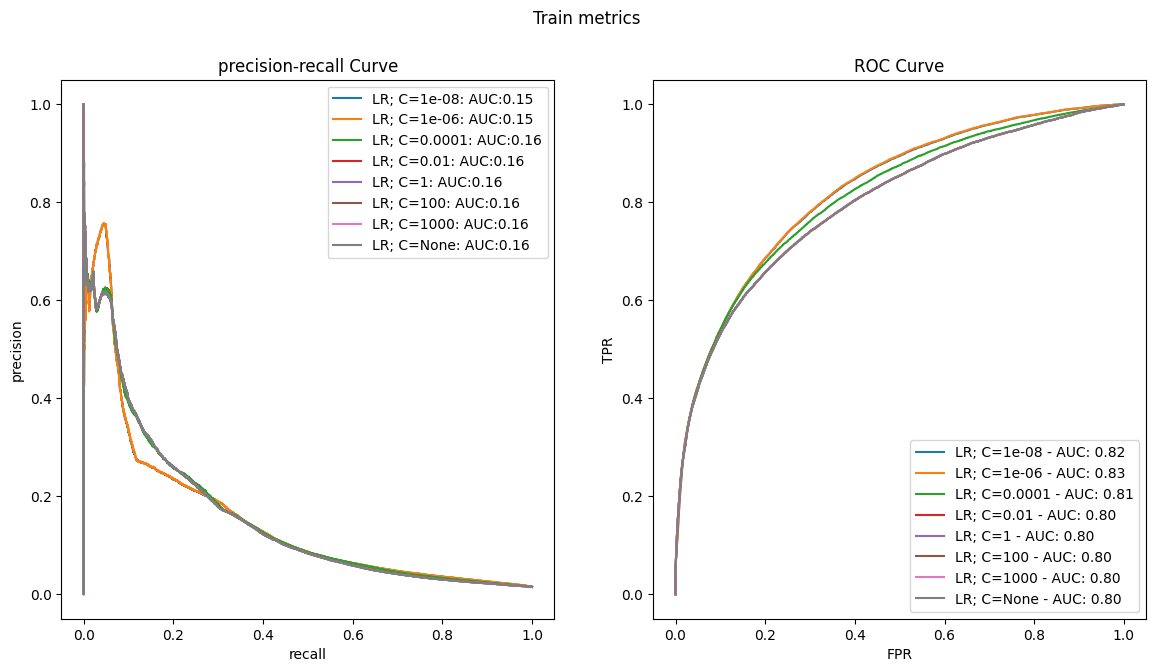 Train metrics
precision-recall Curve
LR; C=1e-08: AUC:0.15
LR; C=1e-06: AUC:0.15
LR; C=0.0001: AUC:0.16
LR; C=0.01: AUC:0.16
LR; C=1: AUC:0.16
LR; C=100: AUC:0.16
LR; C=1000: AUC:0.16
LR; C=None: AUC:0.16
precision
1.0
0.8
0.6
0.4
0.2
0.0
0.0 0.2 0.4 0.6 0.8 1.0
recall
ROC Curve
TPR
1.0
0.8
0.6
0.4
0.2
0.0
LR; C=1e-08 - AUC: 0.82
LR; C=1e-06 - AUC: 0.83
LR; C=0.0001 - AUC: 0.81
LR; C=0.01 - AUC: 0.80
LR; C=1 - AUC: 0.80
LR; C=100 - AUC: 0.80
LR; C=1000 - AUC: 0.80
LR; C=None - AUC: 0.80
0.0 0.2 0.4 0.6 0.8 1.0
FPR